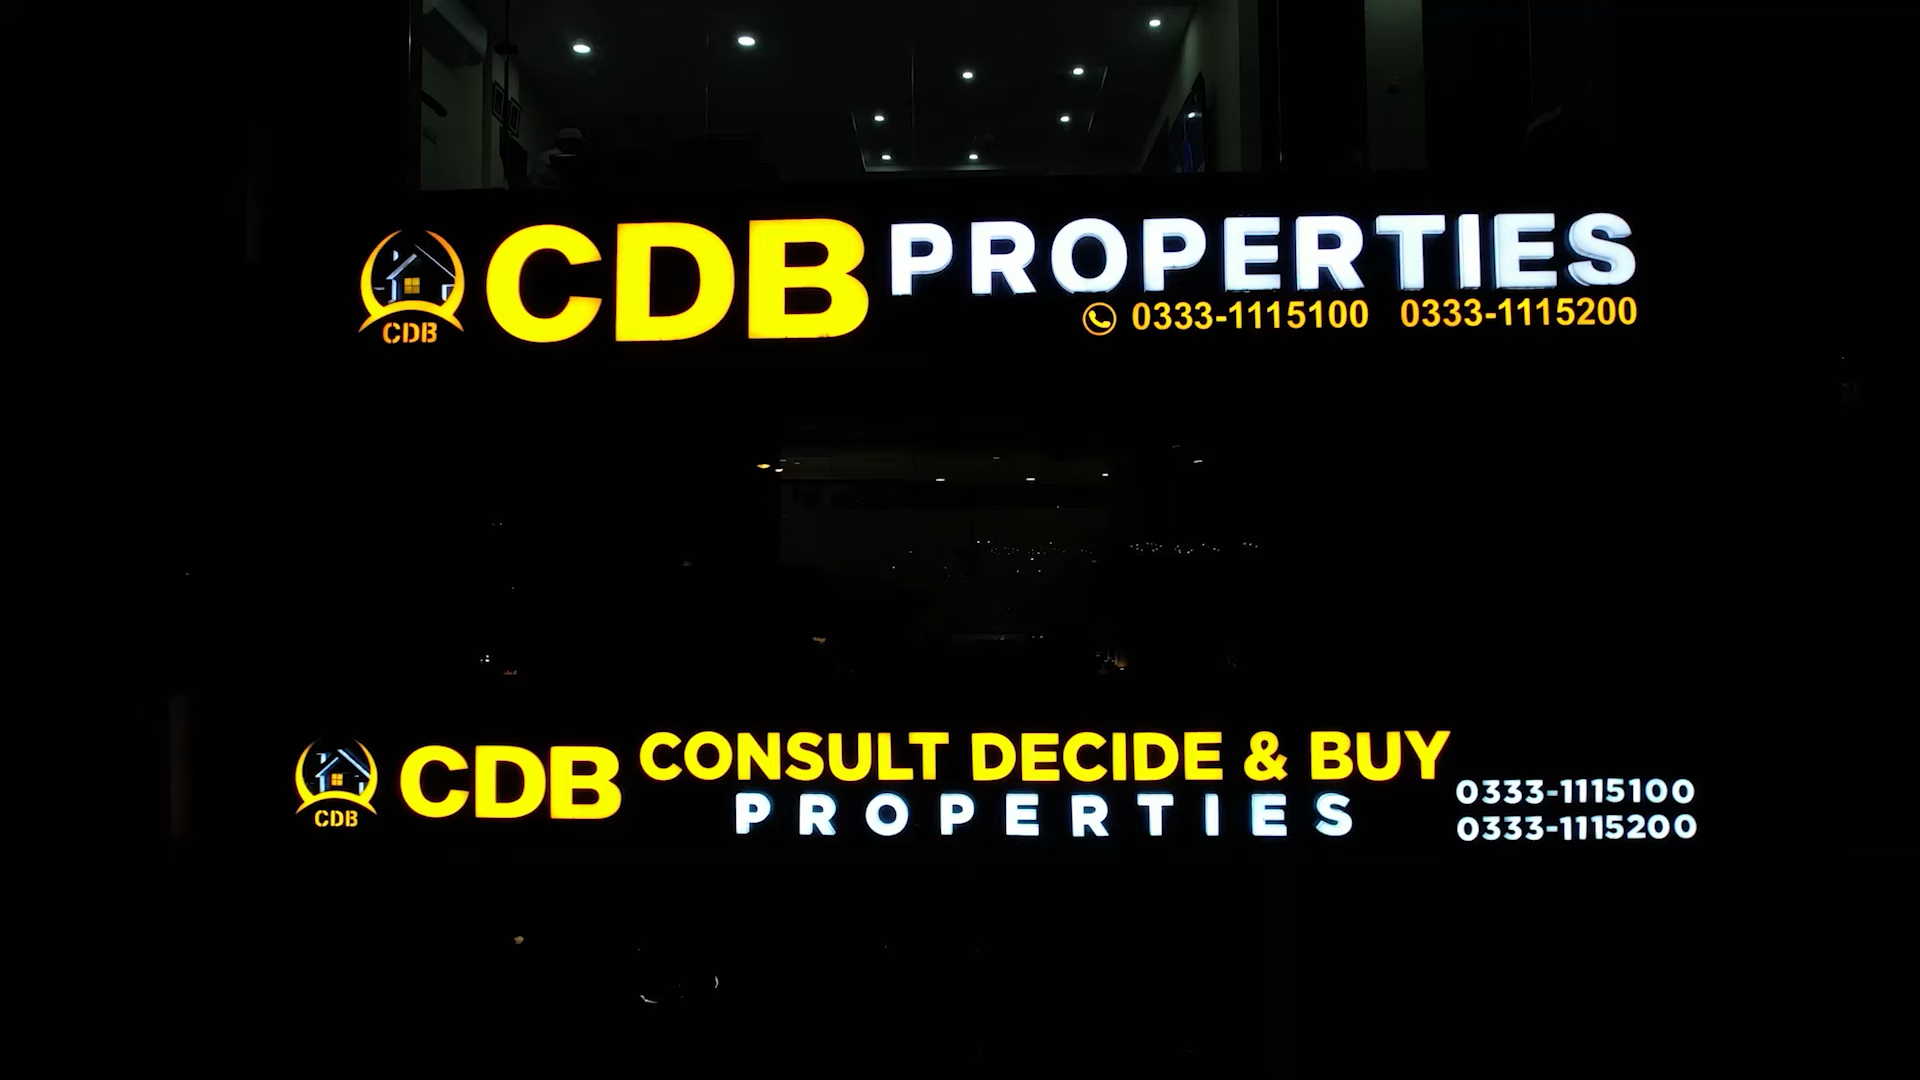 CDB PROPERTIES
CDB
0333-1115100 0333-1115200
CDB CONSULT DECIDE & BUY
PROPERTIES
CDB
0333-1115100
0333-1115200